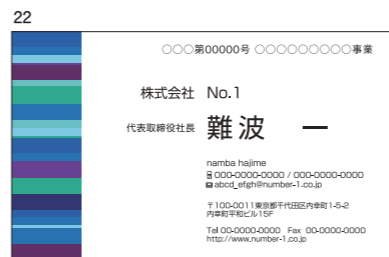 22
○○○第00000号 ○○○○○○○○○事業
株式会社 No.1
代表取締役社長 難波 一
namba hajime
000-0000-0000 / 000-0000-0000
abcd_efgh@number-1.co.jp
〒100-0011東京都千代田区内幸町1-5-2
内幸町平和ビル15F
Tel 00-0000-0000 Fax 00-0000-0000
http://www.number-1.co.jp